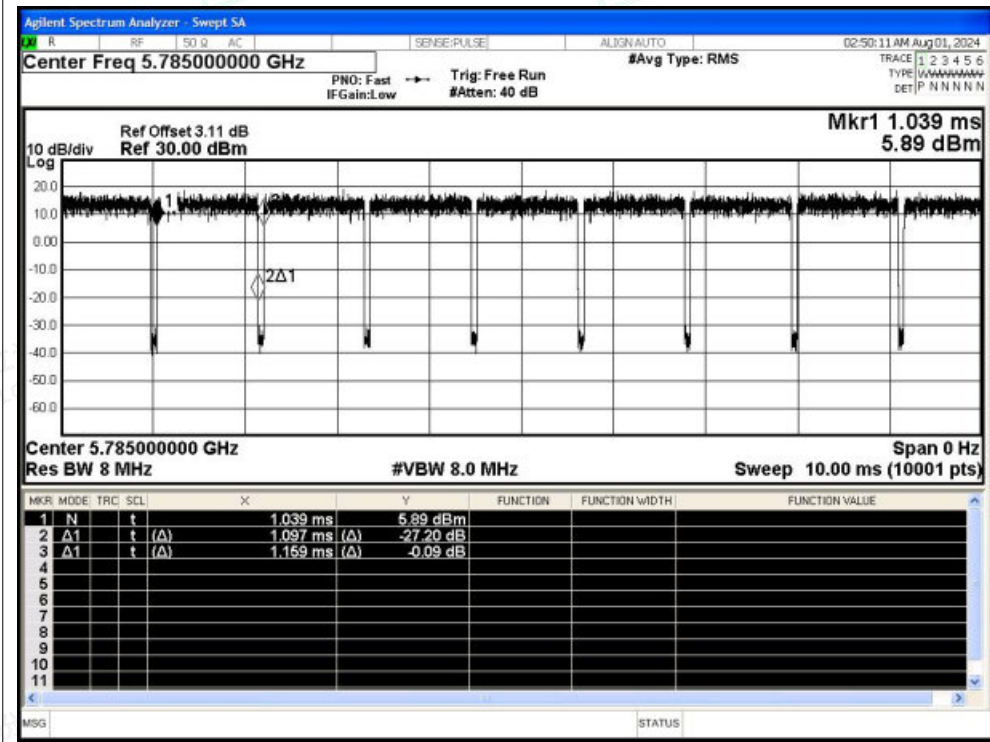 Agilent Spectrum Analyzer - Swept SA
R RF 50 Ω AC SENSE:PULSE ALIGN AUTO 02:50:11 AM Aug 01, 2024
Center Freq 5.785000000 GHz #Avg Type: RMS TRACE 1 2 3 4 5 6
PNO: Fast Trig: Free Run TYPE
IFGain:Low #Atten: 40 dB DET P N N N N N
Mkr1 1.039 ms
Ref Offset 3.11 dB
10 dB/div Ref 30.00 dBm 5.89 dBm
Log
20.0
1
10.0
0.00
-10.0
2Δ1
-20.0
-30.0
-40.0
-50.0
-60.0
Center 5.785000000 GHz Span 0 Hz
Res BW 8 MHz #VBW 8.0 MHz Sweep 10.00 ms (10001 pts)
MKR MODE TRC SCL X Y FUNCTION FUNCTION WIDTH FUNCTION VALUE
1 N t 1.039 ms 5.89 dBm
2 Δ1 t (Δ) 1.097 ms (Δ) -27.20 dB
3 Δ1 t (Δ) 1.159 ms (Δ) -0.09 dB
4
5
6
7
8
9
10
11
MSG STATUS